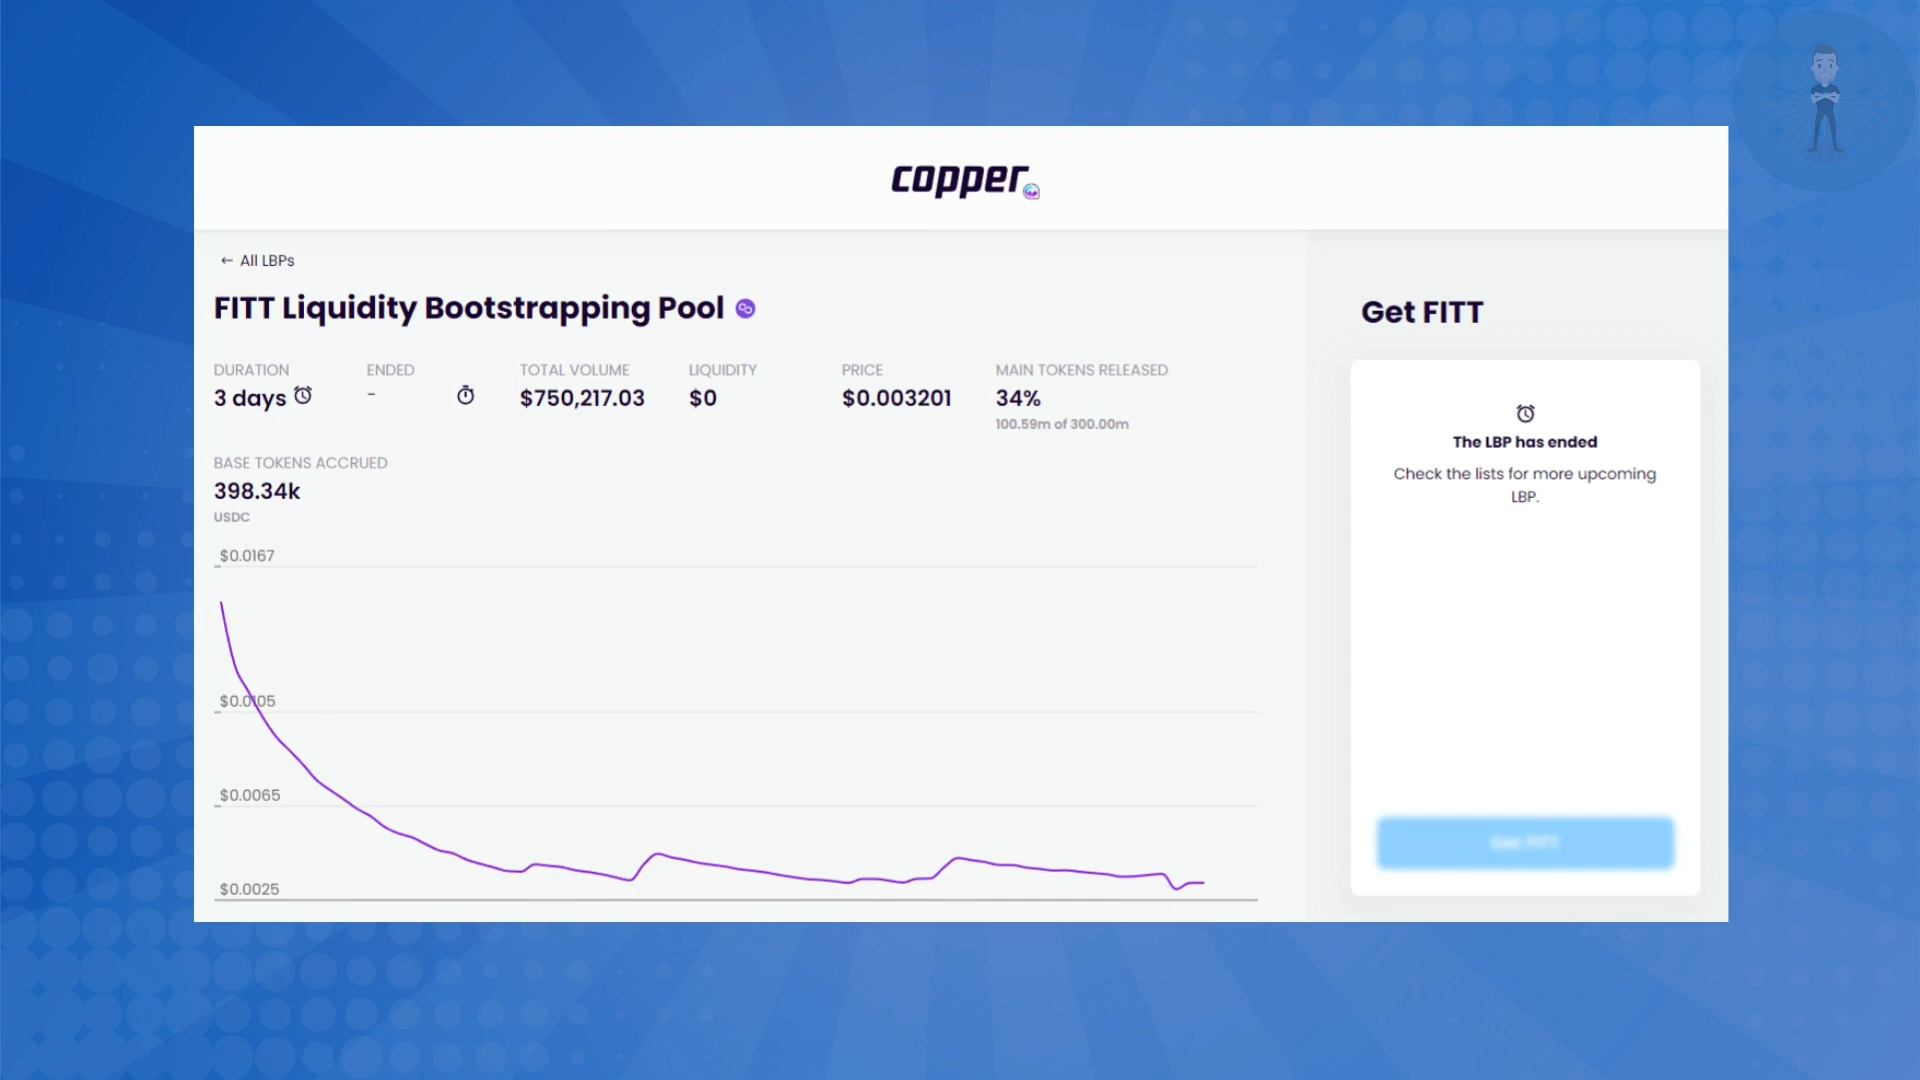 copper
← All LBPs
FITT Liquidity Bootstrapping Pool
Get FITT
DURATION
3 days
ENDED
-
TOTAL VOLUME
$750,217.03
LIQUIDITY
$0
PRICE
$0.003201
MAIN TOKENS RELEASED
34%
100.59m of 300.00m
BASE TOKENS ACCRUED
398.34k
USDC
The LBP has ended
Check the lists for more upcoming
LBP.
$0.0167
$0.0105
$0.0065
$0.0025
Get FITT